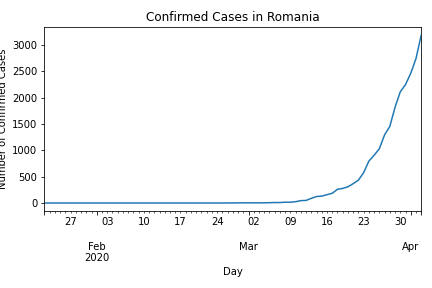 Confirmed Cases in Romania
Number of Confirmed Cases
3000
2500
2000
1500
1000
500
0
27 03 10 17 24 02 09 16 23 30
Feb Mar Apr
2020
Day